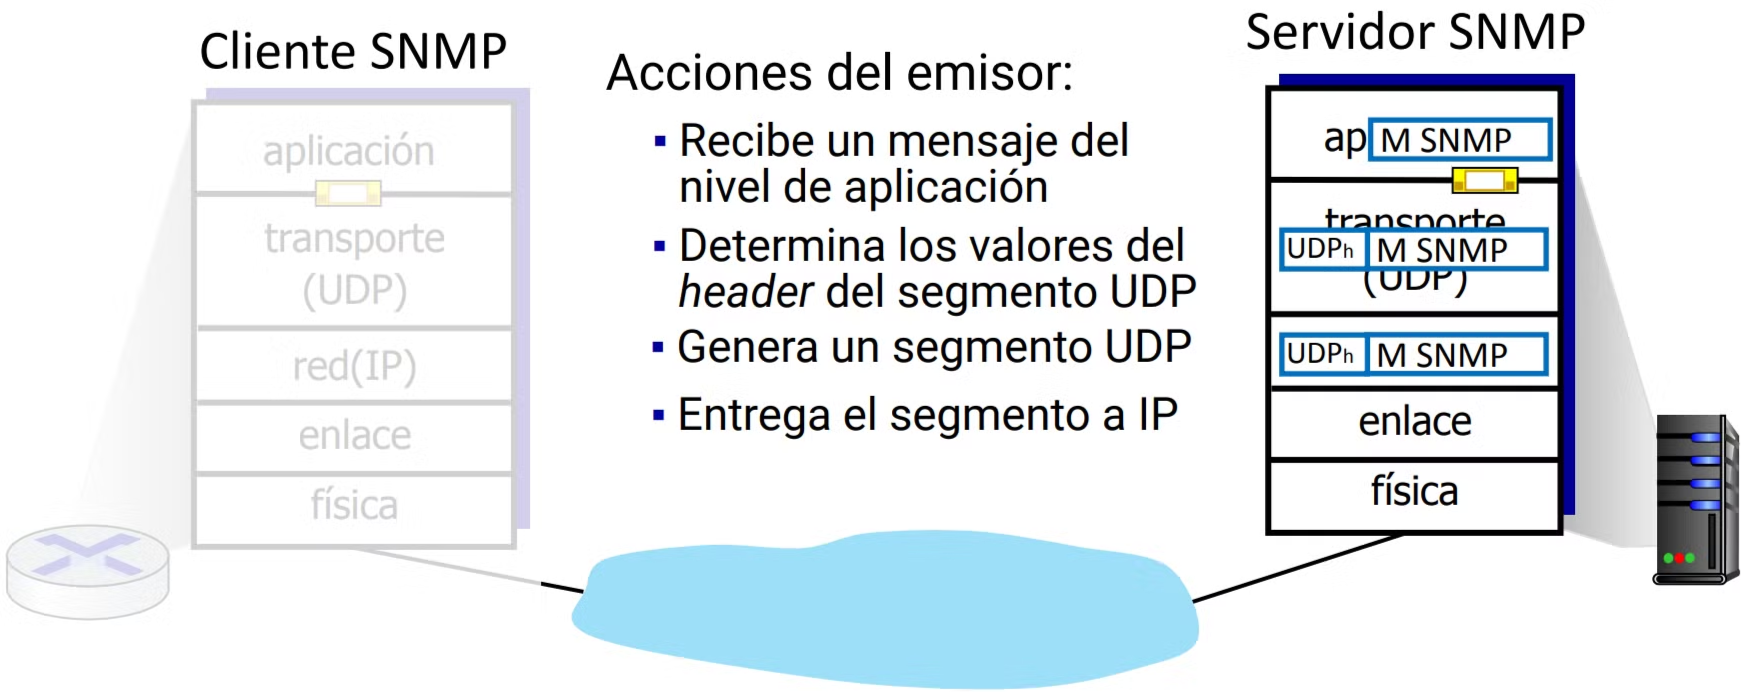 Cliente SNMP
aplicación
transporte
(UDP)
red(IP)
enlace
física
Acciones del emisor:
▪ Recibe un mensaje del
nivel de aplicación
▪ Determina los valores del
header del segmento UDP
▪ Genera un segmento UDP
▪ Entrega el segmento a IP
Servidor SNMP
ap M SNMP
transporte
UDPh M SNMP
(UDP)
UDPh M SNMP
enlace
física